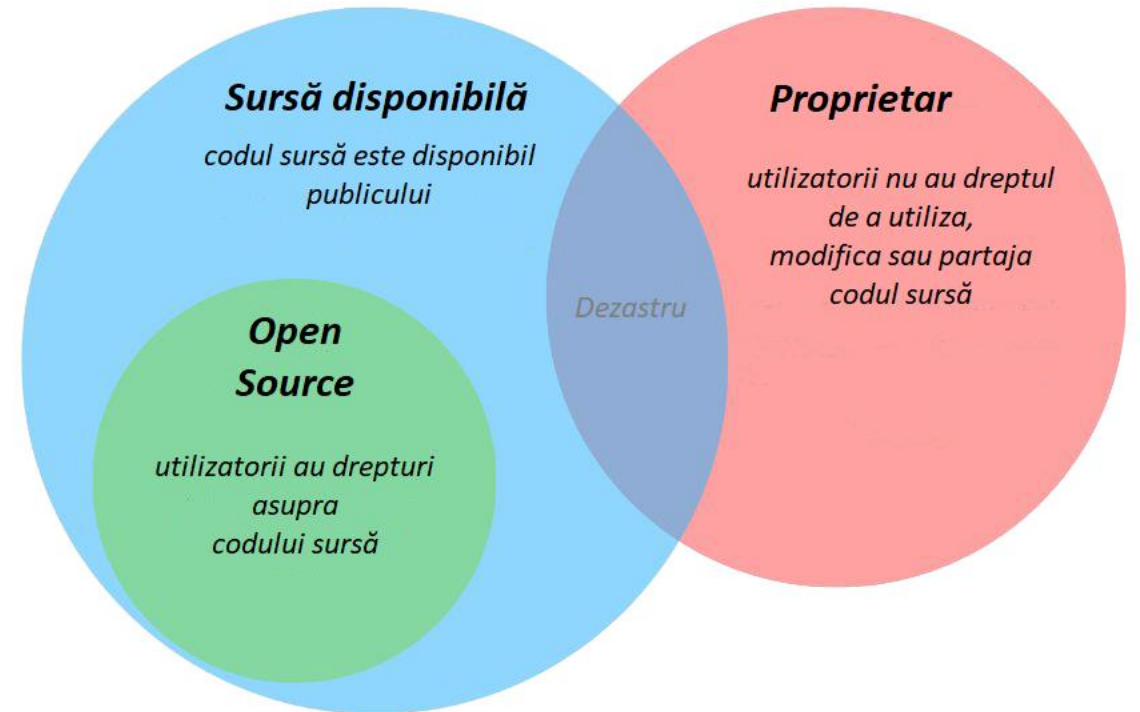 Sursă disponibilă
codul sursă este disponibil
publicului
Open
Source
utilizatorii au drepturi
asupra
codului sursă
Dezastru
Proprietar
utilizatorii nu au dreptul
de a utiliza,
modifica sau partaja
codul sursă